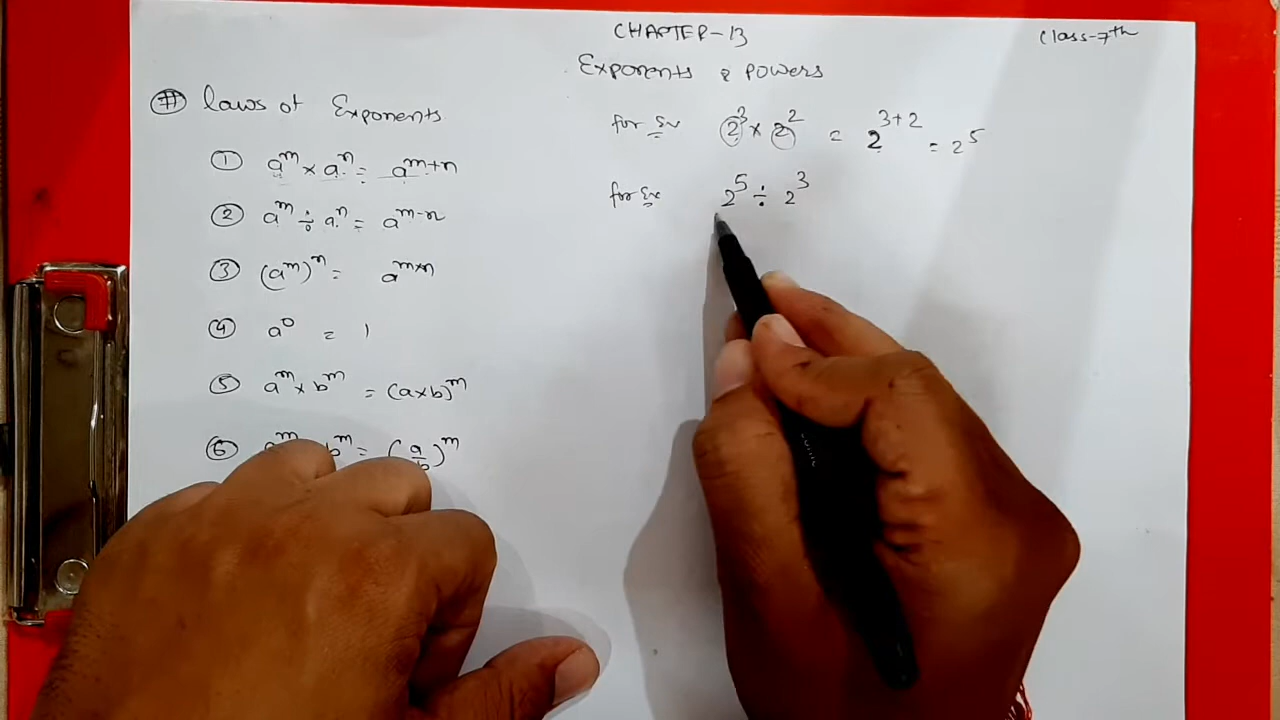 CHAPTER-13
Class-7th
Exponents & Powers
# Laws of Exponents
① a^m × a^n = a^m+n
② a^m ÷ a^n = a^m-n
③ (a^m)^n = a^m×n
④ a^0 = 1
⑤ a^m × b^m = (a×b)^m
⑥ b^m = (a/b)^m
for Ex 2^3 × 2^2 = 2^3+2 = 2^5
for Ex 2^5 ÷ 2^3